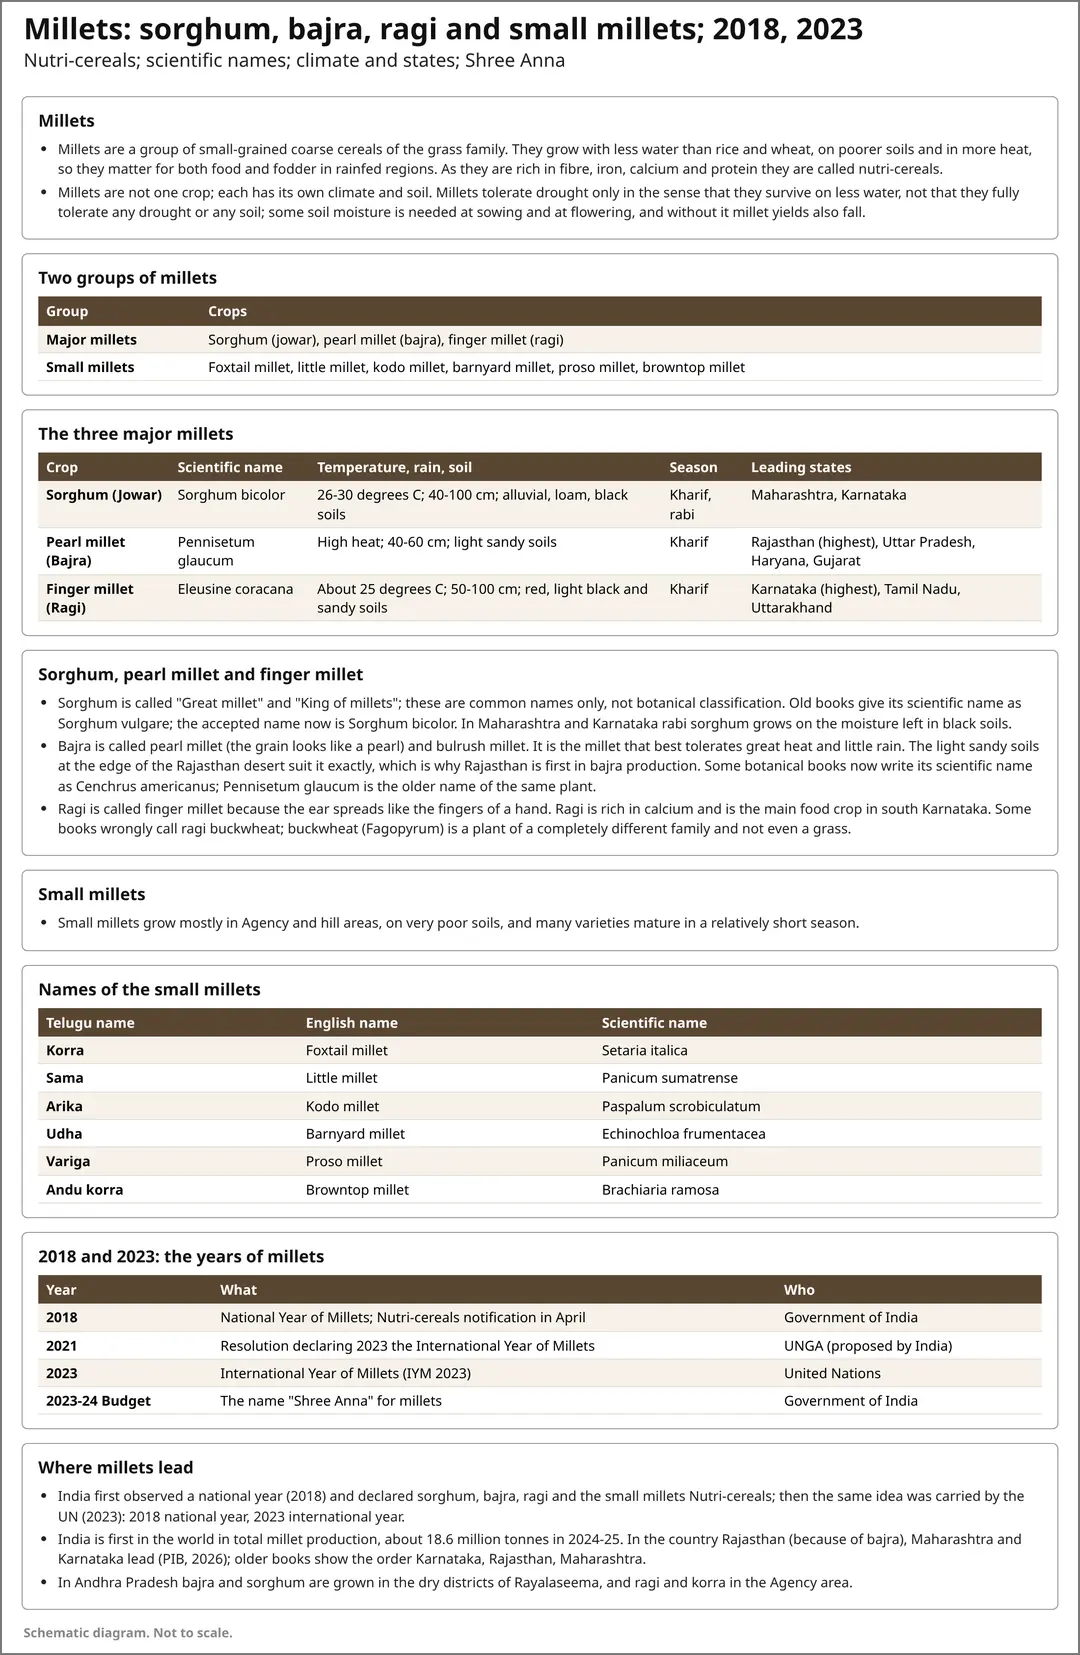 Millets: sorghum, bajra, ragi and small millets; 2018, 2023
Nutri-cereals; scientific names; climate and states; Shree Anna
Millets
• Millets are a group of small-grained coarse cereals of the grass family. They grow with less water than rice and wheat, on poorer soils and in more heat,
so they matter for both food and fodder in rainfed regions. As they are rich in fibre, iron, calcium and protein they are called nutri-cereals.
• Millets are not one crop; each has its own climate and soil. Millets tolerate drought only in the sense that they survive on less water, not that they fully
tolerate any drought or any soil; some soil moisture is needed at sowing and at flowering, and without it millet yields also fall.
Two groups of millets
Group Crops
Major millets Sorghum (jowar), pearl millet (bajra), finger millet (ragi)
Small millets Foxtail millet, little millet, kodo millet, barnyard millet, proso millet, browntop millet
The three major millets
Crop Scientific name Temperature, rain, soil Season Leading states
Sorghum (Jowar) Sorghum bicolor 26-30 degrees C; 40-100 cm; alluvial, loam, black Kharif, Maharashtra, Karnataka
soils rabi
Pearl millet Pennisetum High heat; 40-60 cm; light sandy soils Kharif Rajasthan (highest), Uttar Pradesh,
(Bajra) glaucum Haryana, Gujarat
Finger millet Eleusine coracana About 25 degrees C; 50-100 cm; red, light black and Kharif Karnataka (highest), Tamil Nadu,
(Ragi) sandy soils Uttarakhand
Sorghum, pearl millet and finger millet
• Sorghum is called "Great millet" and "King of millets"; these are common names only, not botanical classification. Old books give its scientific name as
Sorghum vulgare; the accepted name now is Sorghum bicolor. In Maharashtra and Karnataka rabi sorghum grows on the moisture left in black soils.
• Bajra is called pearl millet (the grain looks like a pearl) and bulrush millet. It is the millet that best tolerates great heat and little rain. The light sandy soils
at the edge of the Rajasthan desert suit it exactly, which is why Rajasthan is first in bajra production. Some botanical books now write its scientific name
as Cenchrus americanus; Pennisetum glaucum is the older name of the same plant.
• Ragi is called finger millet because the ear spreads like the fingers of a hand. Ragi is rich in calcium and is the main food crop in south Karnataka. Some
books wrongly call ragi buckwheat; buckwheat (Fagopyrum) is a plant of a completely different family and not even a grass.
Small millets
• Small millets grow mostly in Agency and hill areas, on very poor soils, and many varieties mature in a relatively short season.
Names of the small millets
Telugu name English name Scientific name
Korra Foxtail millet Setaria italica
Sama Little millet Panicum sumatrense
Arika Kodo millet Paspalum scrobiculatum
Udha Barnyard millet Echinochloa frumentacea
Variga Proso millet Panicum miliaceum
Andu korra Browntop millet Brachiaria ramosa
2018 and 2023: the years of millets
Year What Who
2018 National Year of Millets; Nutri-cereals notification in April Government of India
2021 Resolution declaring 2023 the International Year of Millets UNGA (proposed by India)
2023 International Year of Millets (IYM 2023) United Nations
2023-24 Budget The name "Shree Anna" for millets Government of India
Where millets lead
• India first observed a national year (2018) and declared sorghum, bajra, ragi and the small millets Nutri-cereals; then the same idea was carried by the
UN (2023): 2018 national year, 2023 international year.
• India is first in the world in total millet production, about 18.6 million tonnes in 2024-25. In the country Rajasthan (because of bajra), Maharashtra and
Karnataka lead (PIB, 2026); older books show the order Karnataka, Rajasthan, Maharashtra.
• In Andhra Pradesh bajra and sorghum are grown in the dry districts of Rayalaseema, and ragi and korra in the Agency area.
Schematic diagram. Not to scale.